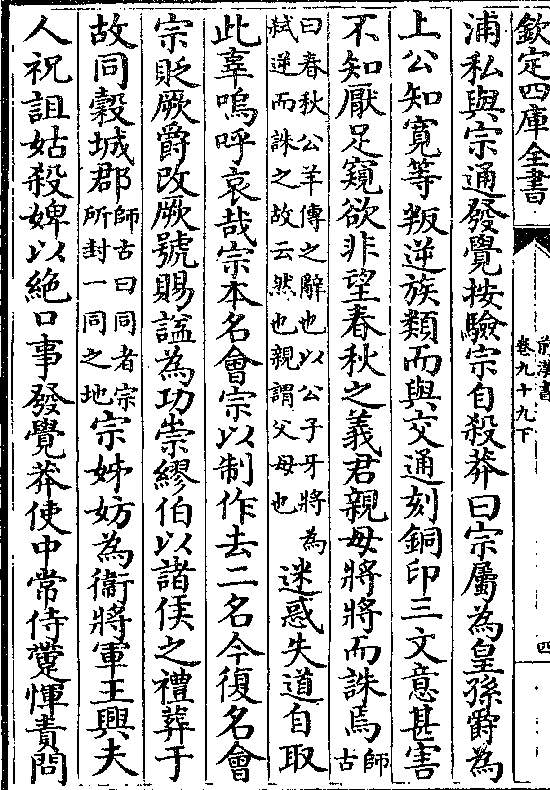 欽定四庫全書
前漢書
卷九十九下
四
浦私與宗通發覺按驗宗自殺莽曰宗屬為皇孫爵為
上公知寬等叛逆族類而與交通刻銅印三文意甚害
不知厭足窺欲非望春秋之義君親毋將將而誅焉師古
曰春秋公羊傳之辭也以公子牙將為
弑逆而誅之故云然也親謂父母也
迷惑失道自取
此辜嗚呼哀哉宗本名會宗以制作去二名今復名會
宗貶厥爵改厥號賜諡為功崇繆伯以諸侯之禮葬于
故同穀城郡師古曰同者宗所封一同之地宗姊妨為衞將軍王興夫
人祝詛姑殺婢以絶口事發覺莽使中常侍䠠惲責問